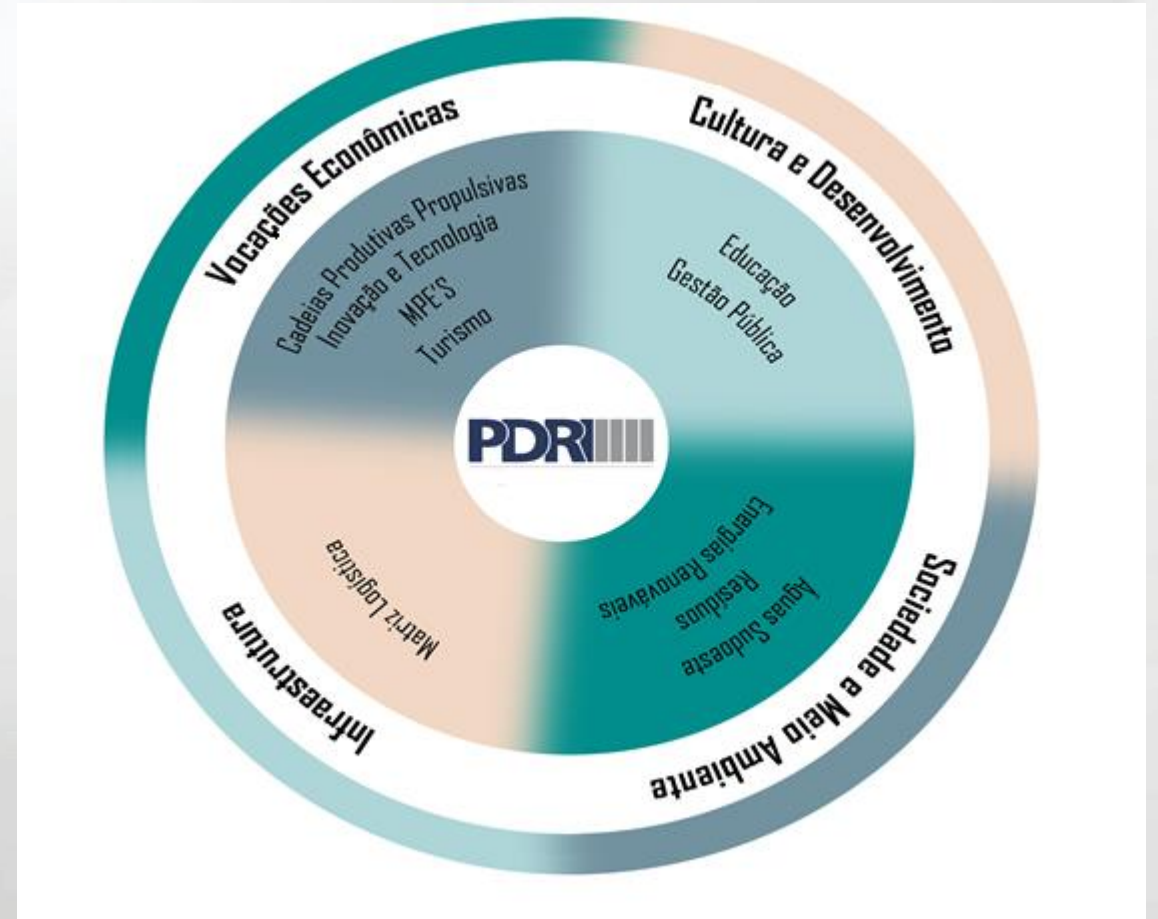 Vocações Econômicas
Cadeias Produtivas Propulsivas
Inovação e Tecnologia
MPE'S
Turismo
Cultura e Desenvolvimento
Educação
Gestão Pública
PDRI
Energias Renováveis
Resíduos
Águas Sudoeste
Sociedade e Meio Ambiente
Matriz Logística
Infraestrutura